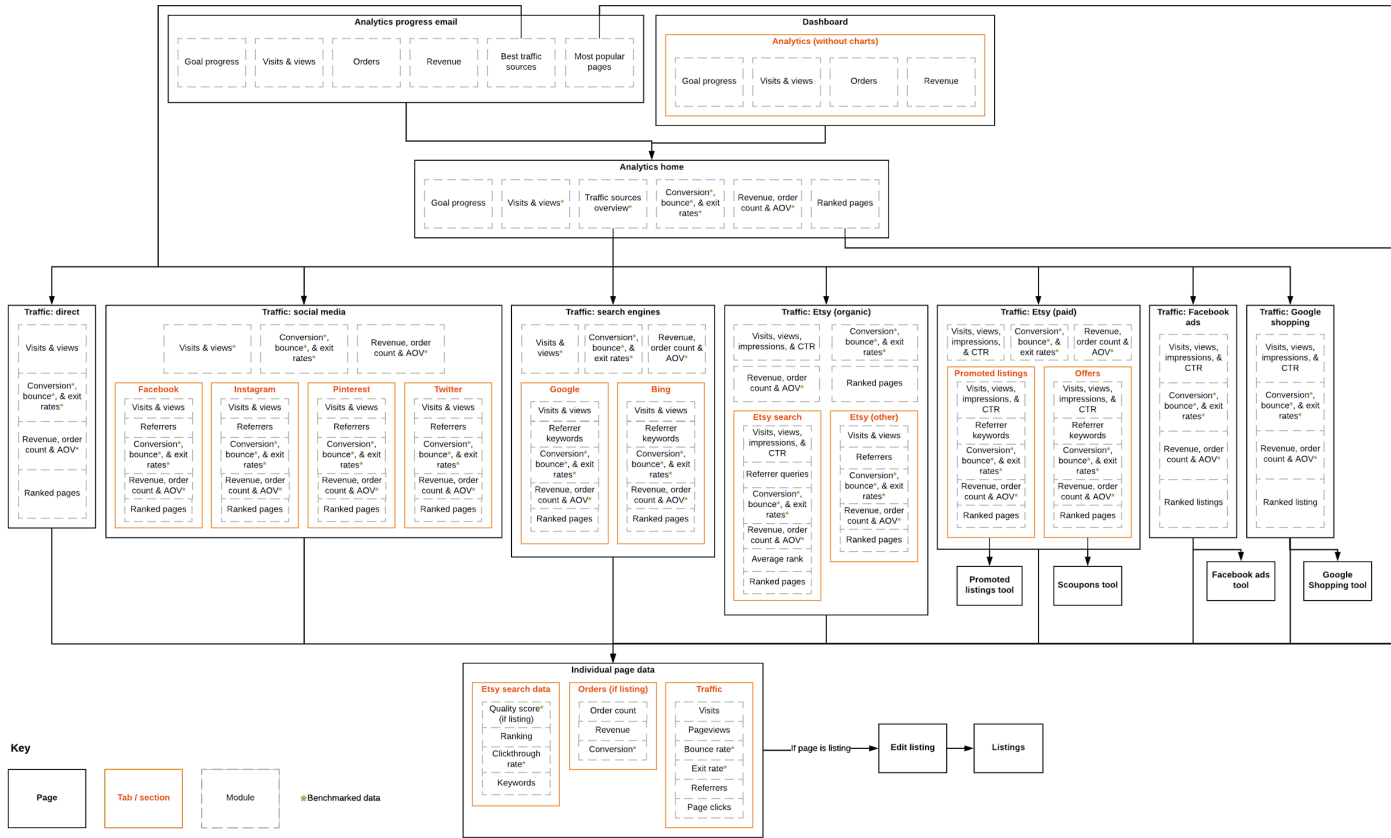 Analytics progress email
Goal progress
Visits & views
Orders
Revenue
Best traffic
sources
Most popular
pages
Dashboard
Analytics (without charts)
Goal progress
Visits & views
Orders
Revenue
Analytics home
Goal progress
Visits & views*
Traffic sources
overview*
Conversion*,
bounce*, & exit
rates*
Revenue, order
count & AOV*
Ranked pages
Traffic: direct
Visits & views
Conversion*,
bounce*, & exit
rates*
Revenue, order
count & AOV*
Ranked pages
Traffic: social media
Visits & views*
Conversion*,
bounce*, & exit
rates*
Revenue, order
count & AOV*
Facebook
Visits & views
Referrers
Conversion*,
bounce*, & exit
rates*
Revenue, order
count & AOV*
Ranked pages
Instagram
Visits & views
Referrers
Conversion*,
bounce*, & exit
rates*
Revenue, order
count & AOV*
Ranked pages
Pinterest
Visits & views
Referrers
Conversion*,
bounce*, & exit
rates*
Revenue, order
count & AOV*
Ranked pages
Twitter
Visits & views
Referrers
Conversion*,
bounce*, & exit
rates*
Revenue, order
count & AOV*
Ranked pages
Traffic: search engines
Visits &
views*
Conversion*,
bounce*, &
exit rates*
Revenue,
order count &
AOV*
Google
Visits & views
Referrer
keywords
Conversion*,
bounce*, & exit
rates*
Revenue, order
count & AOV*
Ranked pages
Bing
Visits & views
Referrer
keywords
Conversion*,
bounce*, & exit
rates*
Revenue, order
count & AOV*
Ranked pages
Traffic: Etsy (organic)
Visits, views,
impressions, & CTR
Conversion*,
bounce*, & exit
rates*
Revenue, order
count & AOV*
Ranked pages
Etsy search
Visits, views,
impressions, &
CTR
Referrer queries
Conversion*,
bounce*, & exit
rates*
Revenue, order
count & AOV*
Average rank
Ranked pages
Etsy (other)
Visits & views
Referrers
Conversion*,
bounce*, & exit
rates*
Revenue, order
count & AOV*
Ranked pages
Traffic: Etsy (paid)
Visits, views,
impressions,
& CTR
Conversion*,
bounce*, &
exit rates*
Revenue,
order count &
AOV*
Promoted listings
Visits, views,
impressions, &
CTR
Referrer
keywords
Conversion*,
bounce*, & exit
rates*
Revenue, order
count & AOV*
Ranked pages
Offers
Visits, views,
impressions, &
CTR
Referrer
keywords
Conversion*,
bounce*, & exit
rates*
Revenue, order
count & AOV*
Ranked pages
Traffic: Facebook
ads
Visits, views,
impressions, &
CTR
Conversion*,
bounce*, & exit
rates*
Revenue, order
count & AOV*
Ranked listings
Traffic: Google
shopping
Visits, views,
impressions, &
CTR
Conversion*,
bounce*, & exit
rates*
Revenue, order
count & AOV*
Ranked listing
Promoted
listings tool
Scoupons tool
Facebook ads
tool
Google
Shopping tool
Individual page data
Etsy search data
Quality score*
(if listing)
Ranking
Clickthrough
rate*
Keywords
Orders (if listing)
Order count
Revenue
Conversion*
Traffic
Visits
Pageviews
Bounce rate*
Exit rate*
Referrers
Page clicks
If page is listing
Edit listing
Listings
Key
Page
Tab / section
Module
*Benchmarked data